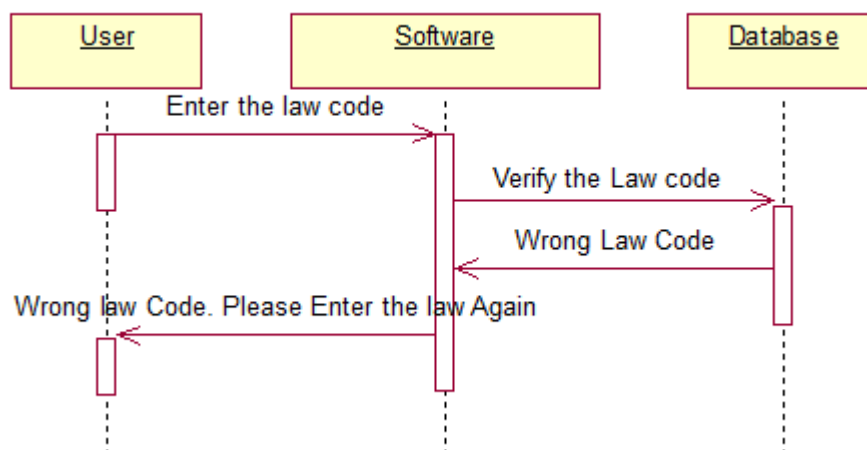 User
Software
Database
Enter the law code
Verify the Law code
Wrong Law Code
Wrong law Code. Please Enter the law Again